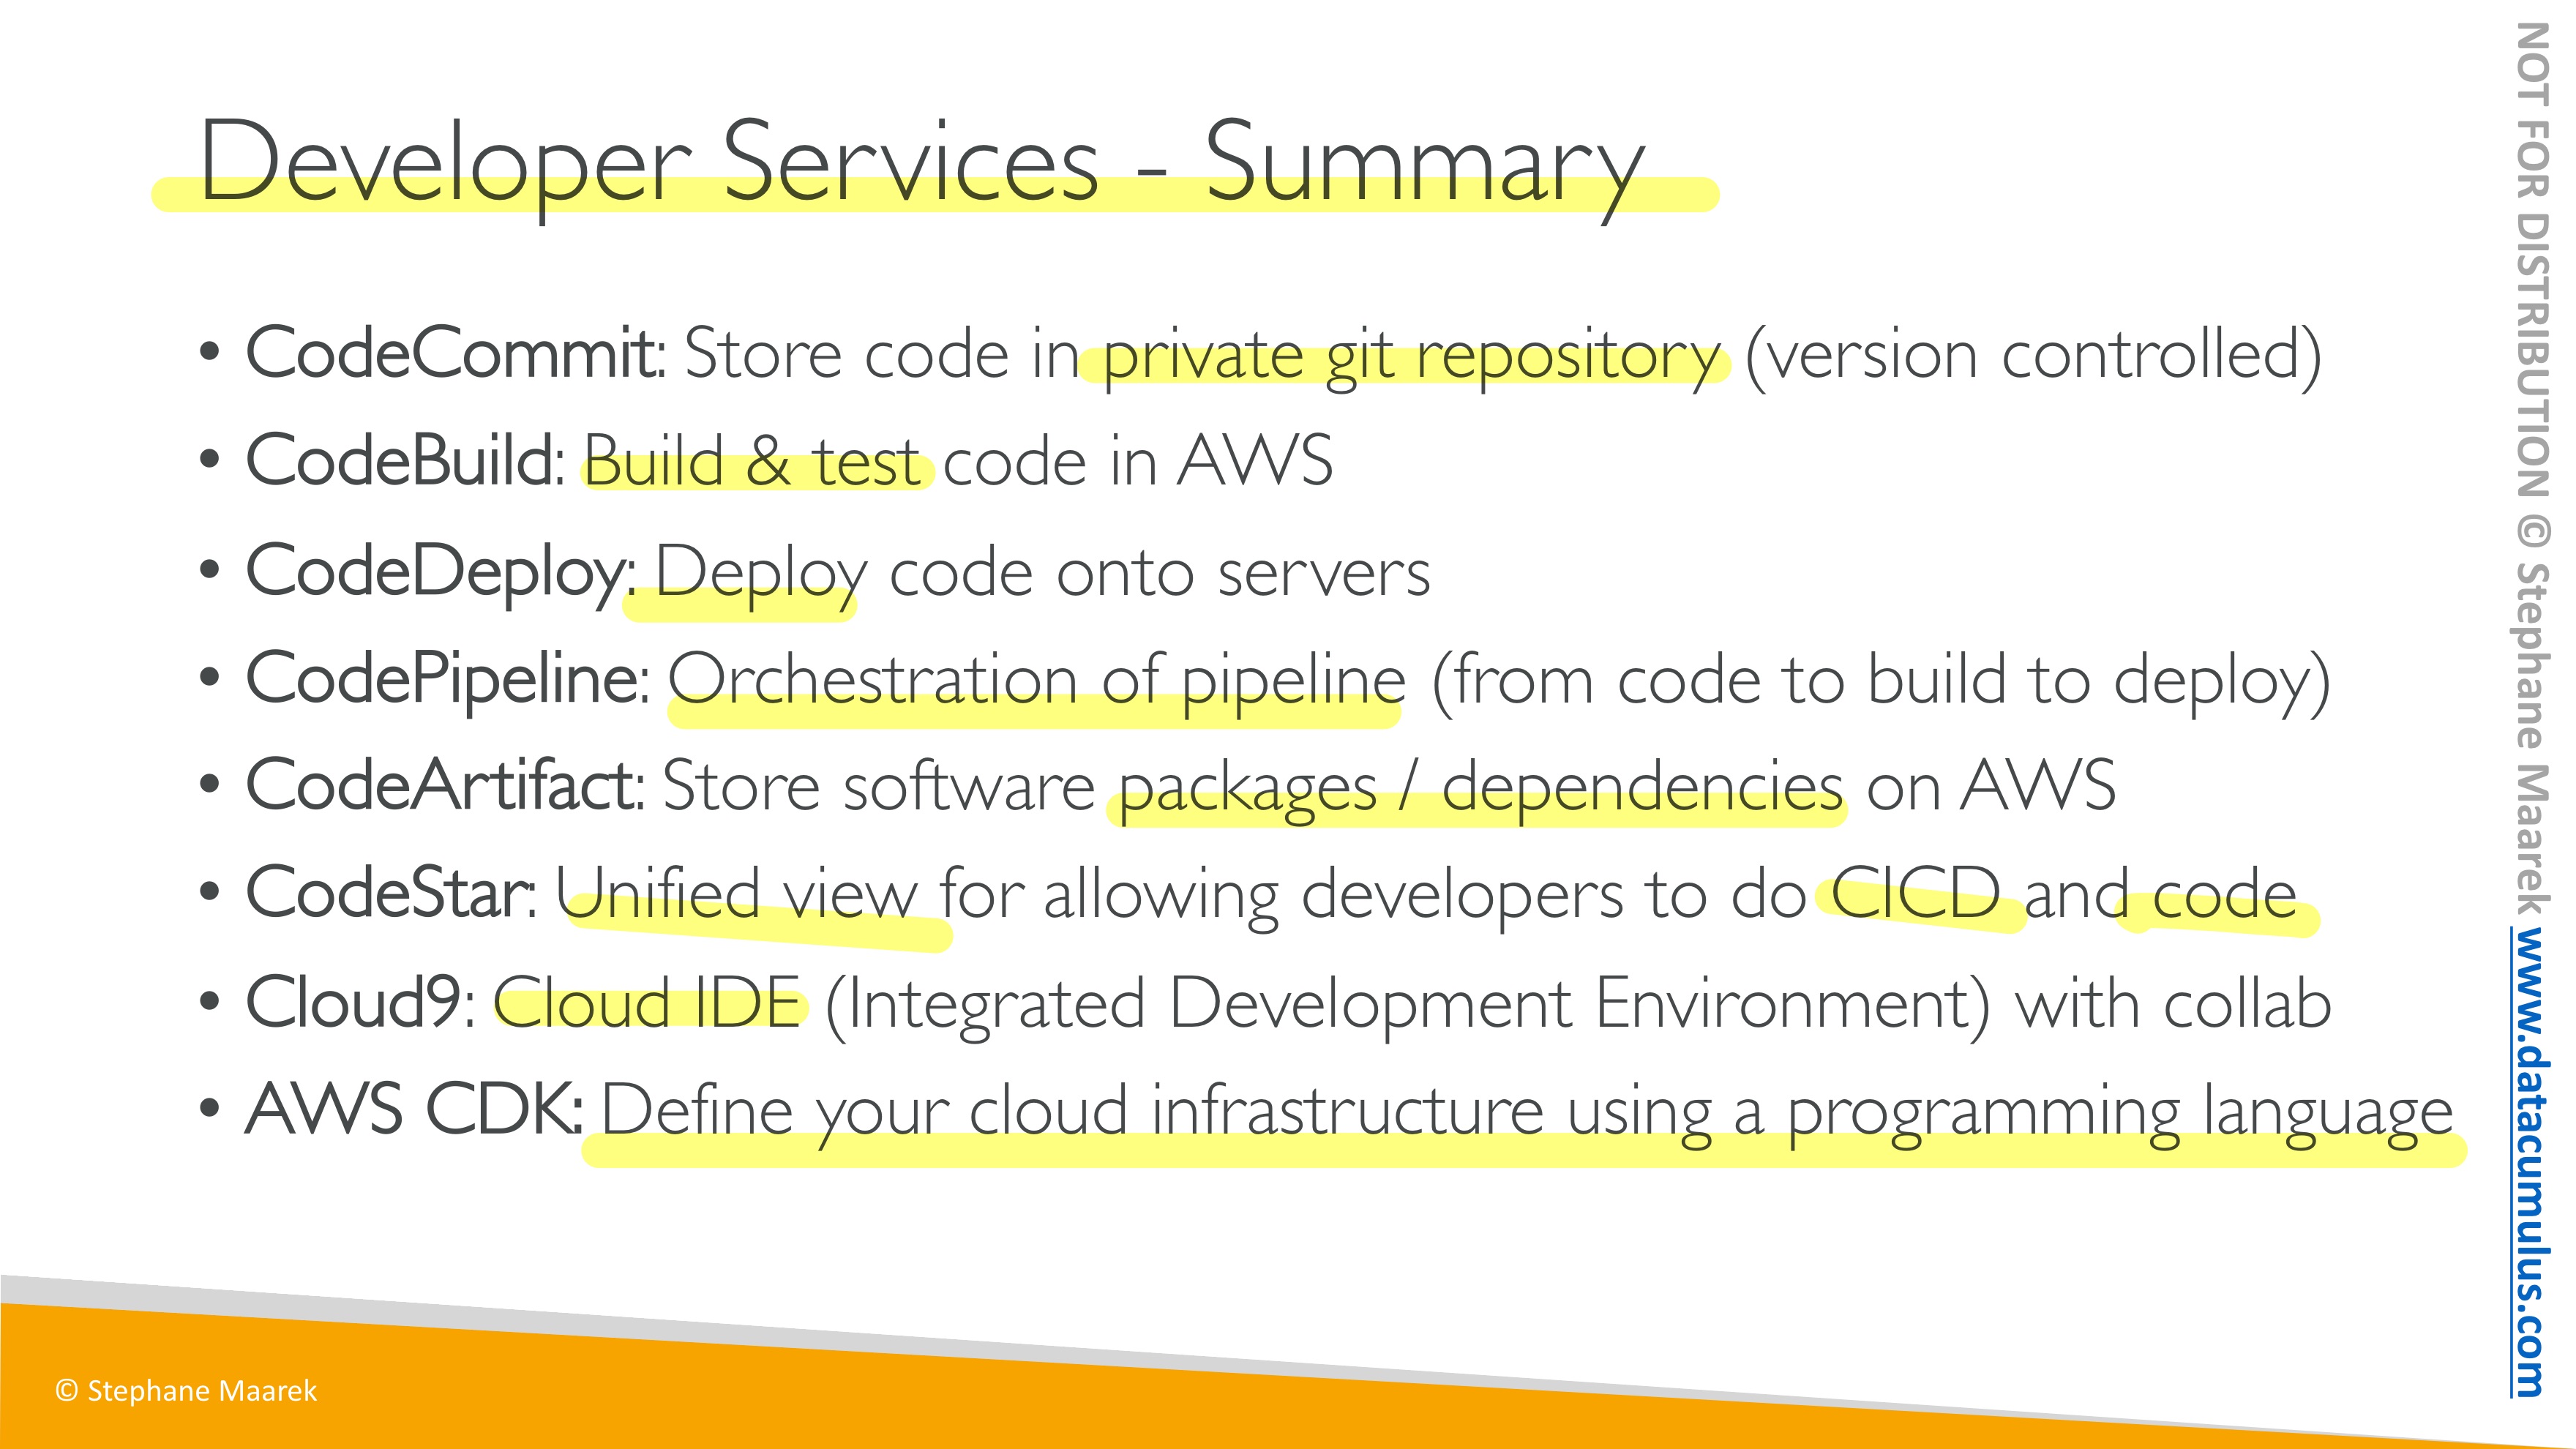 Developer Services - Summary
• CodeCommit: Store code in private git repository (version controlled)
• CodeBuild: Build & test code in AWS
• CodeDeploy: Deploy code onto servers
• CodePipeline: Orchestration of pipeline (from code to build to deploy)
• CodeArtifact: Store software packages / dependencies on AWS
• CodeStar: Unified view for allowing developers to do CICD and code
• Cloud9: Cloud IDE (Integrated Development Environment) with collab
• AWS CDK: Define your cloud infrastructure using a programming language
© Stephane Maarek
NOT FOR DISTRIBUTION © Stephane Maarek www.datacumulus.com